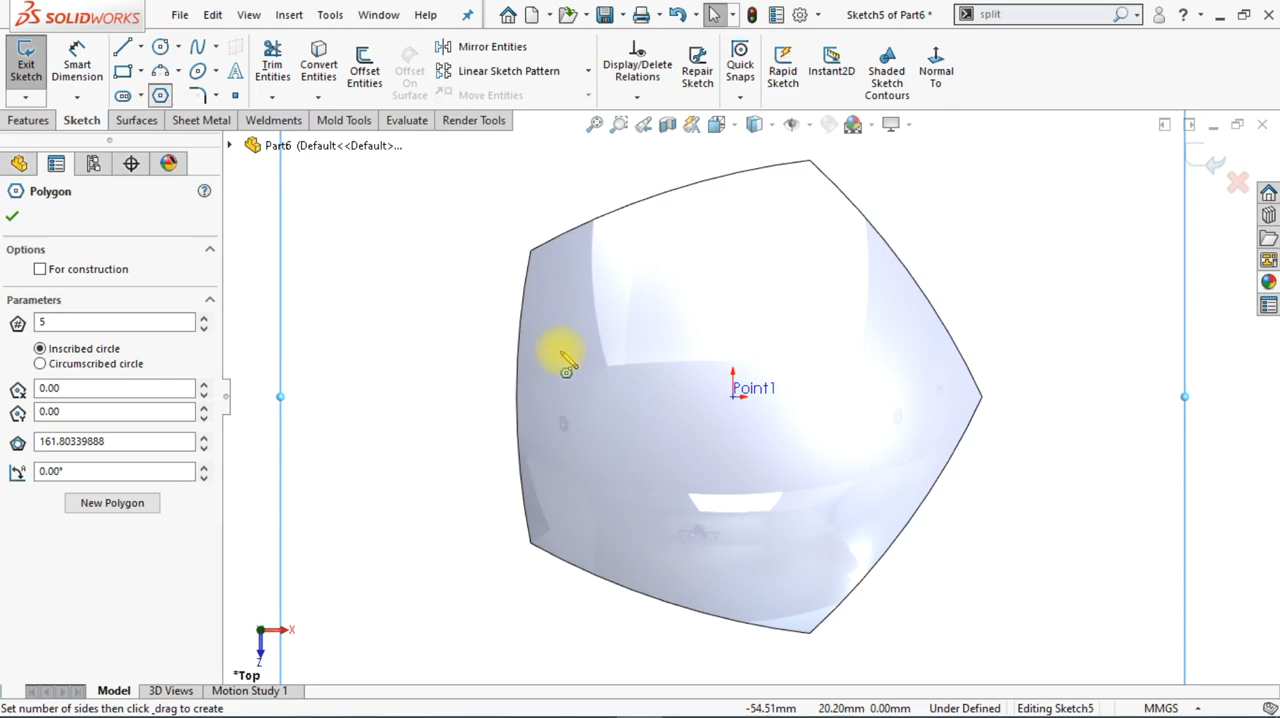 SOLIDWORKS
File Edit View Insert Tools Window Help
Sketch5 of Part6 *
split
Exit Sketch
Smart Dimension
Trim Entities
Convert Entities
Offset Entities
Offset On Surface
Mirror Entities
Linear Sketch Pattern
Move Entities
Display/Delete Relations
Repair Sketch
Quick Snaps
Rapid Sketch
Instant2D
Shaded Sketch Contours
Normal To
Features Sketch Surfaces Sheet Metal Weldments Mold Tools Evaluate Render Tools
Part6 (Default<<Default>...
Polygon
Options
For construction
Parameters
5
Inscribed circle
Circumscribed circle
0.00
0.00
161.80339888
0.00°
New Polygon
Point1
X
Z
*Top
Model 3D Views Motion Study 1
Set number of sides then click _drag to create
-54.51mm 20.20mm 0.00mm Under Defined Editing Sketch5 MMGS